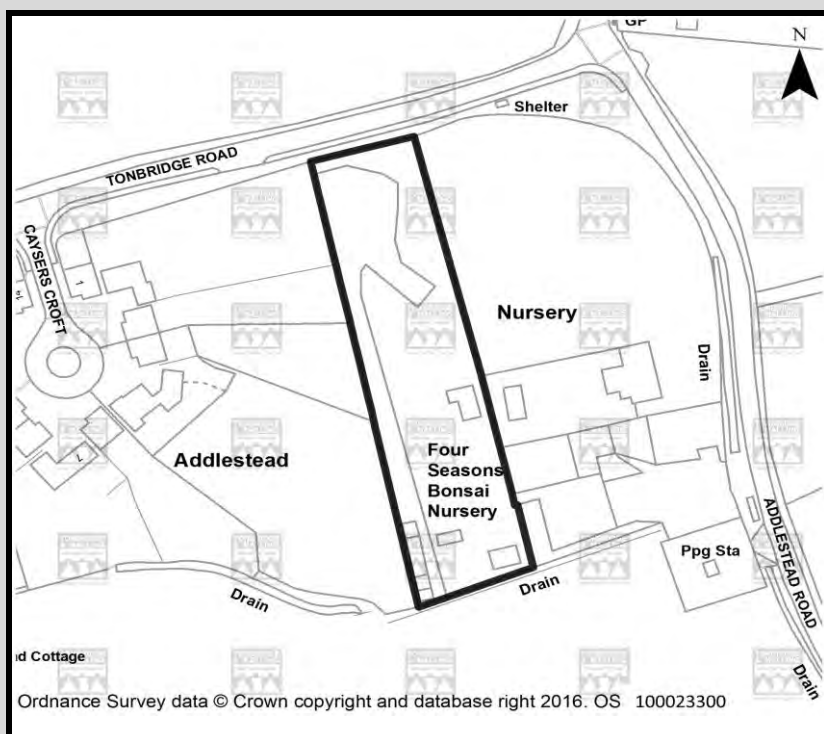 GP
N
Shelter
TONBRIDGE ROAD
CAYSERS CROFT
1
Nursery
Drain
Four
Seasons
Bonsai
Nursery
Addlestead
7
ADDLESTEAD ROAD
Ppg Sta
Drain
Drain
Drain
Cottage
Ordnance Survey data © Crown copyright and database right 2016. OS 100023300